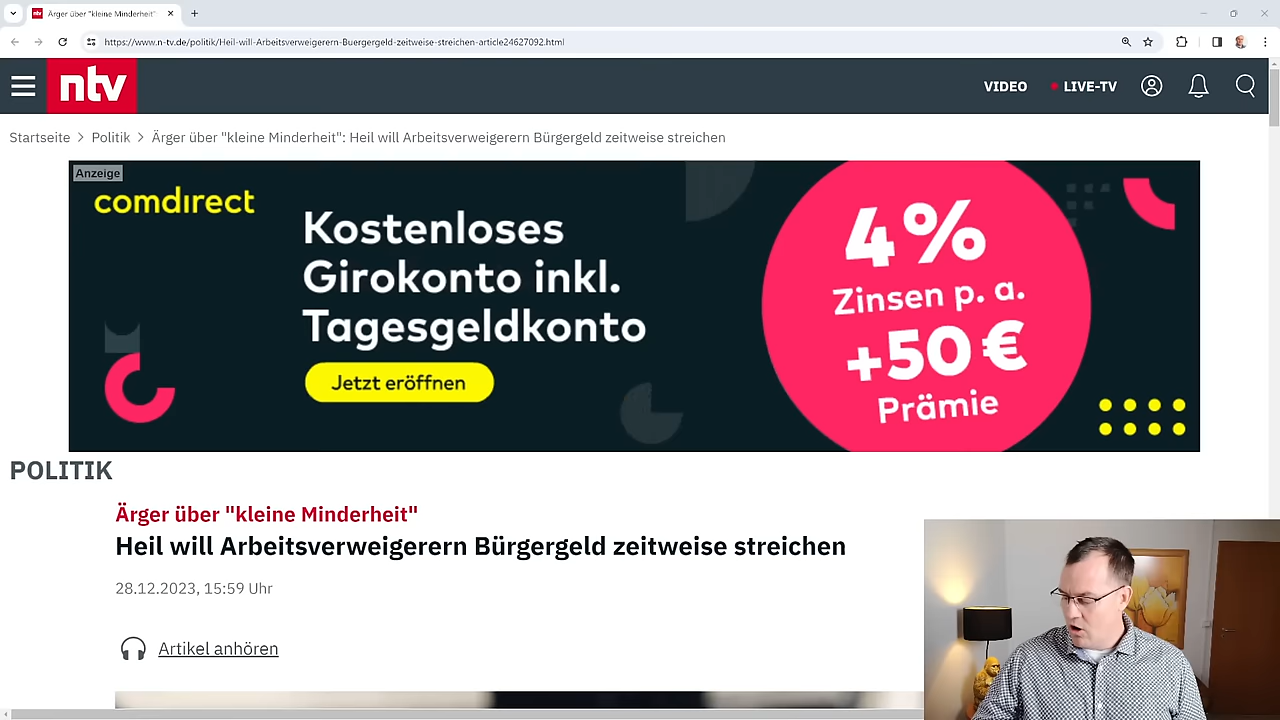 Ärger über "kleine Minderheit"
https://www.n-tv.de/politik/Heil-will-Arbeitsverweigerern-Buergergeld-zeitweise-streichen-article24627092.html
ntv
VIDEO
LIVE-TV
Startseite > Politik > Ärger über "kleine Minderheit": Heil will Arbeitsverweigerern Bürgergeld zeitweise streichen
Anzeige
comdirect
Kostenloses
Girokonto inkl.
Tagesgeldkonto
Jetzt eröffnen
4%
Zinsen p. a.
+50 €
Prämie
POLITIK
Ärger über "kleine Minderheit"
Heil will Arbeitsverweigerern Bürgergeld zeitweise streichen
28.12.2023, 15:59 Uhr
Artikel anhören